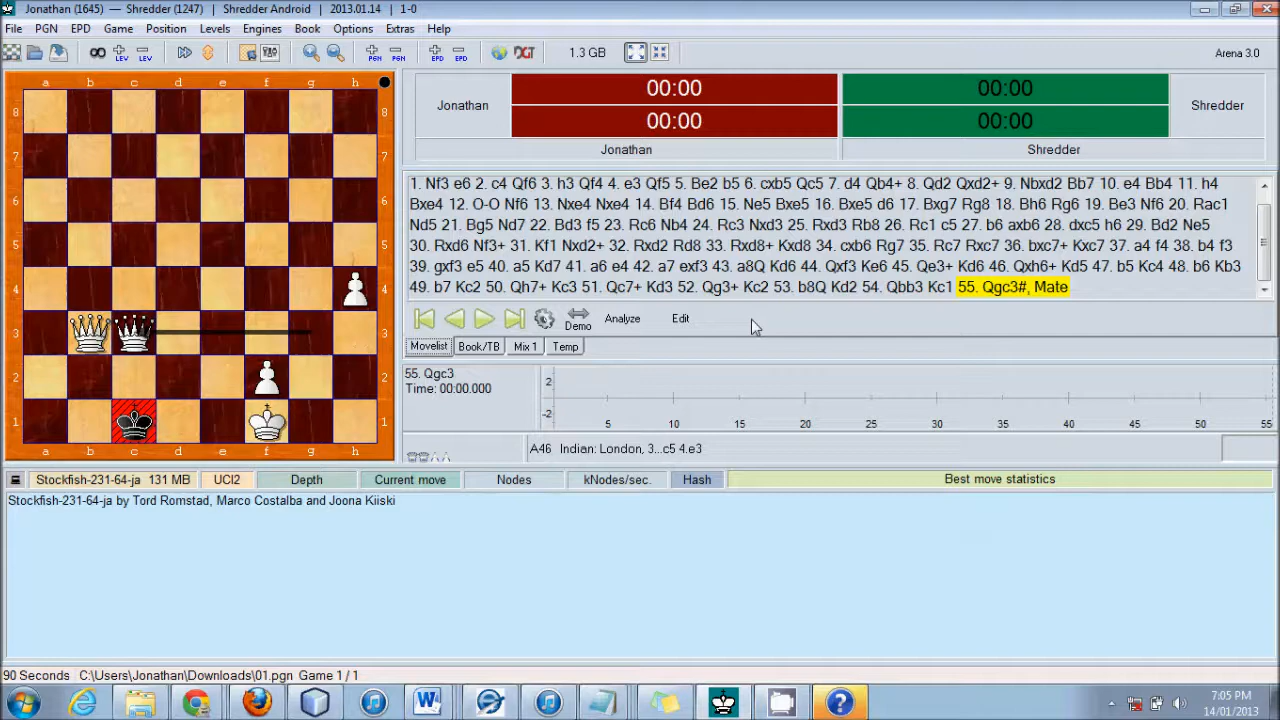 Jonathan (1645) — Shredder (1247) | Shredder Android | 2013.01.14 | 1-0
File PGN EPD Game Position Levels Engines Book Options Extras Help
LEV LEV PGN PGN EPD EPD DGT 1.3 GB Arena 3.0
a b c d e f g h
8 8
7 7
6 6
5 5
4 4
3 3
2 2
1 1
a b c d e f g h
Jonathan 00:00 00:00 Shredder
00:00 00:00
Jonathan Shredder
1. Nf3 e6 2. c4 Qf6 3. h3 Qf4 4. e3 Qf5 5. Be2 b5 6. cxb5 Qc5 7. d4 Qb4+ 8. Qd2 Qxd2+ 9. Nbxd2 Bb7 10. e4 Bb4 11. h4
Bxe4 12. O-O Nf6 13. Nxe4 Nxe4 14. Bf4 Bd6 15. Ne5 Bxe5 16. Bxe5 d6 17. Bxg7 Rg8 18. Bh6 Rg6 19. Be3 Nf6 20. Rac1
Nd5 21. Bg5 Nd7 22. Bd3 f5 23. Rc6 Nb4 24. Rc3 Nxd3 25. Rxd3 Rb8 26. Rc1 c5 27. b6 axb6 28. dxc5 h6 29. Bd2 Ne5
30. Rxd6 Nf3+ 31. Kf1 Nxd2+ 32. Rxd2 Rd8 33. Rxd8+ Kxd8 34. cxb6 Rg7 35. Rc7 Rxc7 36. bxc7+ Kxc7 37. a4 f4 38. b4 f3
39. gxf3 e5 40. a5 Kd7 41. a6 e4 42. a7 exf3 43. a8Q Kd6 44. Qxf3 Ke6 45. Qe3+ Kd6 46. Qxh6+ Kd5 47. b5 Kc4 48. b6 Kb3
49. b7 Kc2 50. Qh7+ Kc3 51. Qc7+ Kd3 52. Qg3+ Kc2 53. b8Q Kd2 54. Qbb3 Kc1 55. Qgc3#, Mate
Demo Analyze Edit
Movelist Book/TB Mix 1 Temp
55. Qgc3
Time: 00:00.000
2
-2
5 10 15 20 25 30 35 40 45 50 55
A46 Indian: London, 3...c5 4.e3
Stockfish-231-64-ja 131 MB UCI2 Depth Current move Nodes kNodes/sec. Hash Best move statistics
Stockfish-231-64-ja by Tord Romstad, Marco Costalba and Joona Kiiski
90 Seconds C:\Users\Jonathan\Downloads\01.pgn Game 1 / 1
7:05 PM
14/01/2013